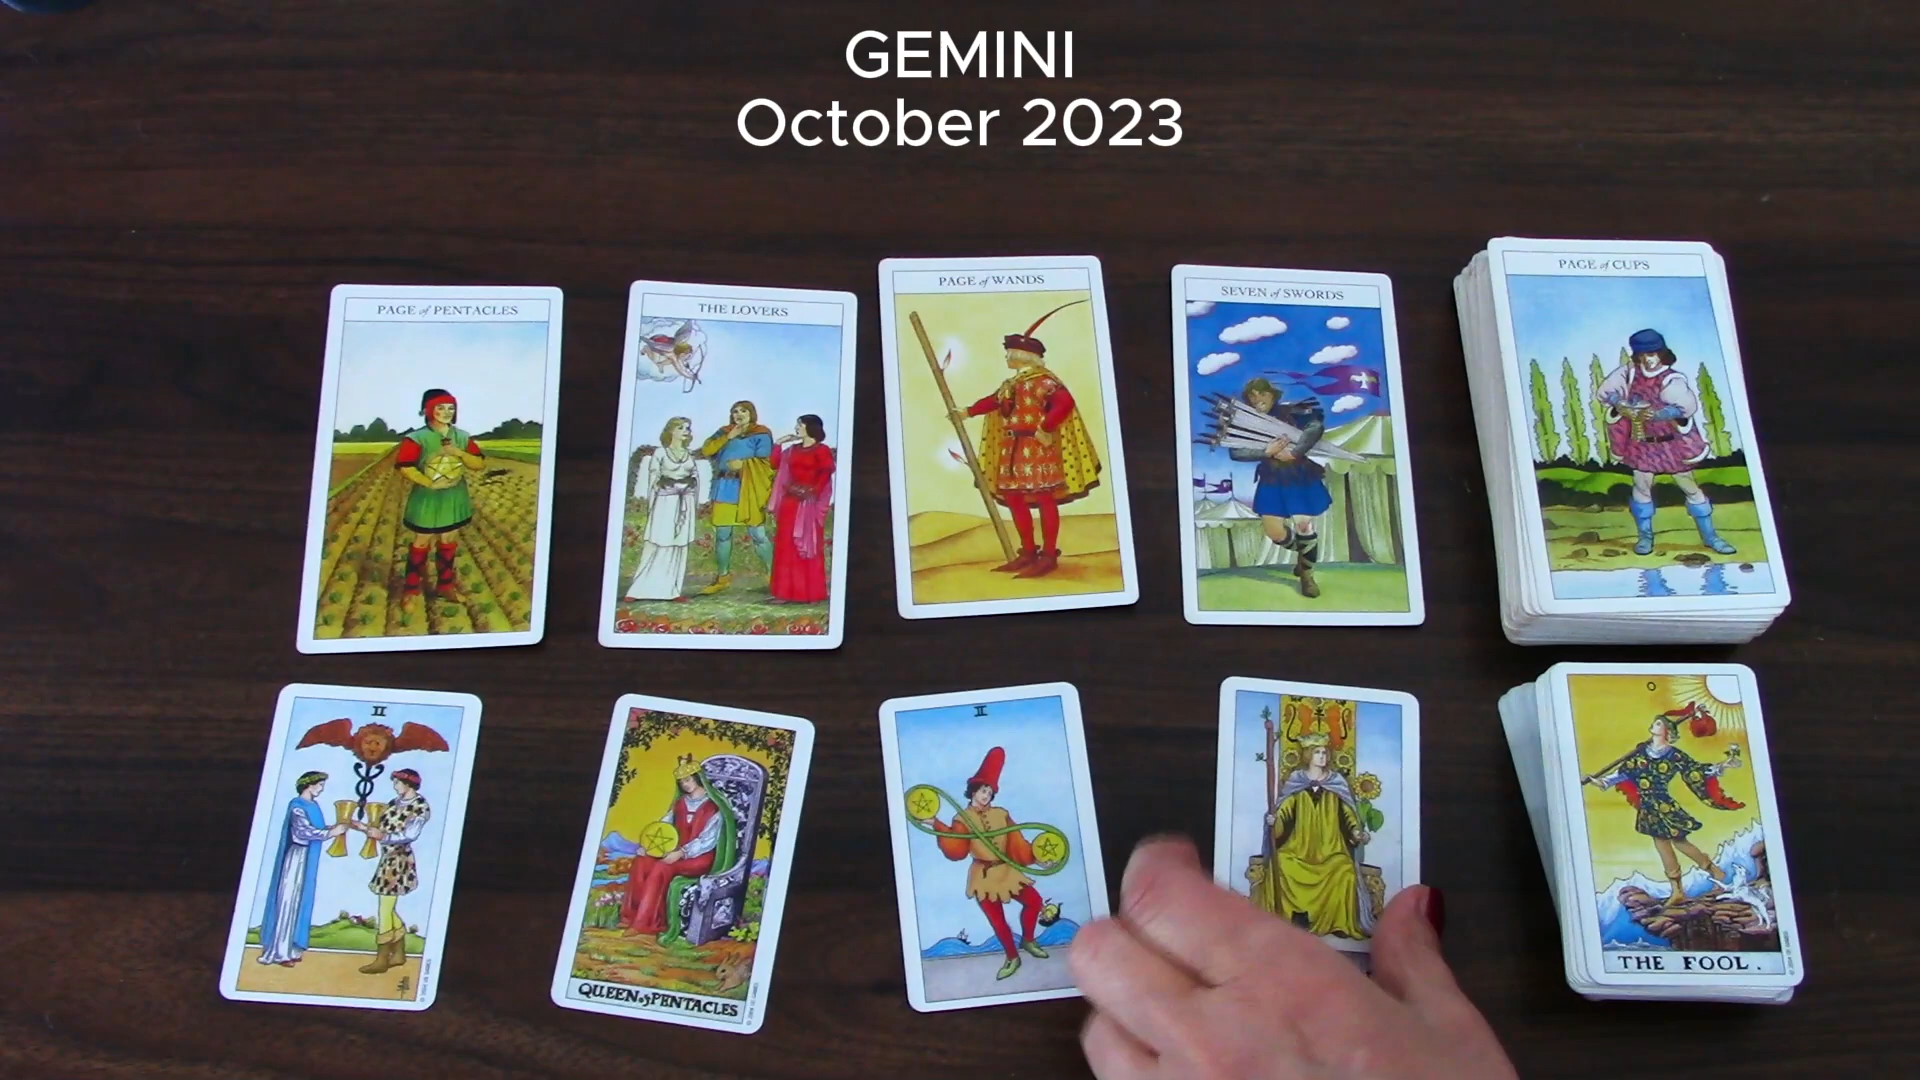 GEMINI
October 2023
PAGE of PENTACLES
THE LOVERS
PAGE of WANDS
SEVEN of SWORDS
PAGE of CUPS
II
QUEEN of PENTACLES
II
0
THE FOOL.